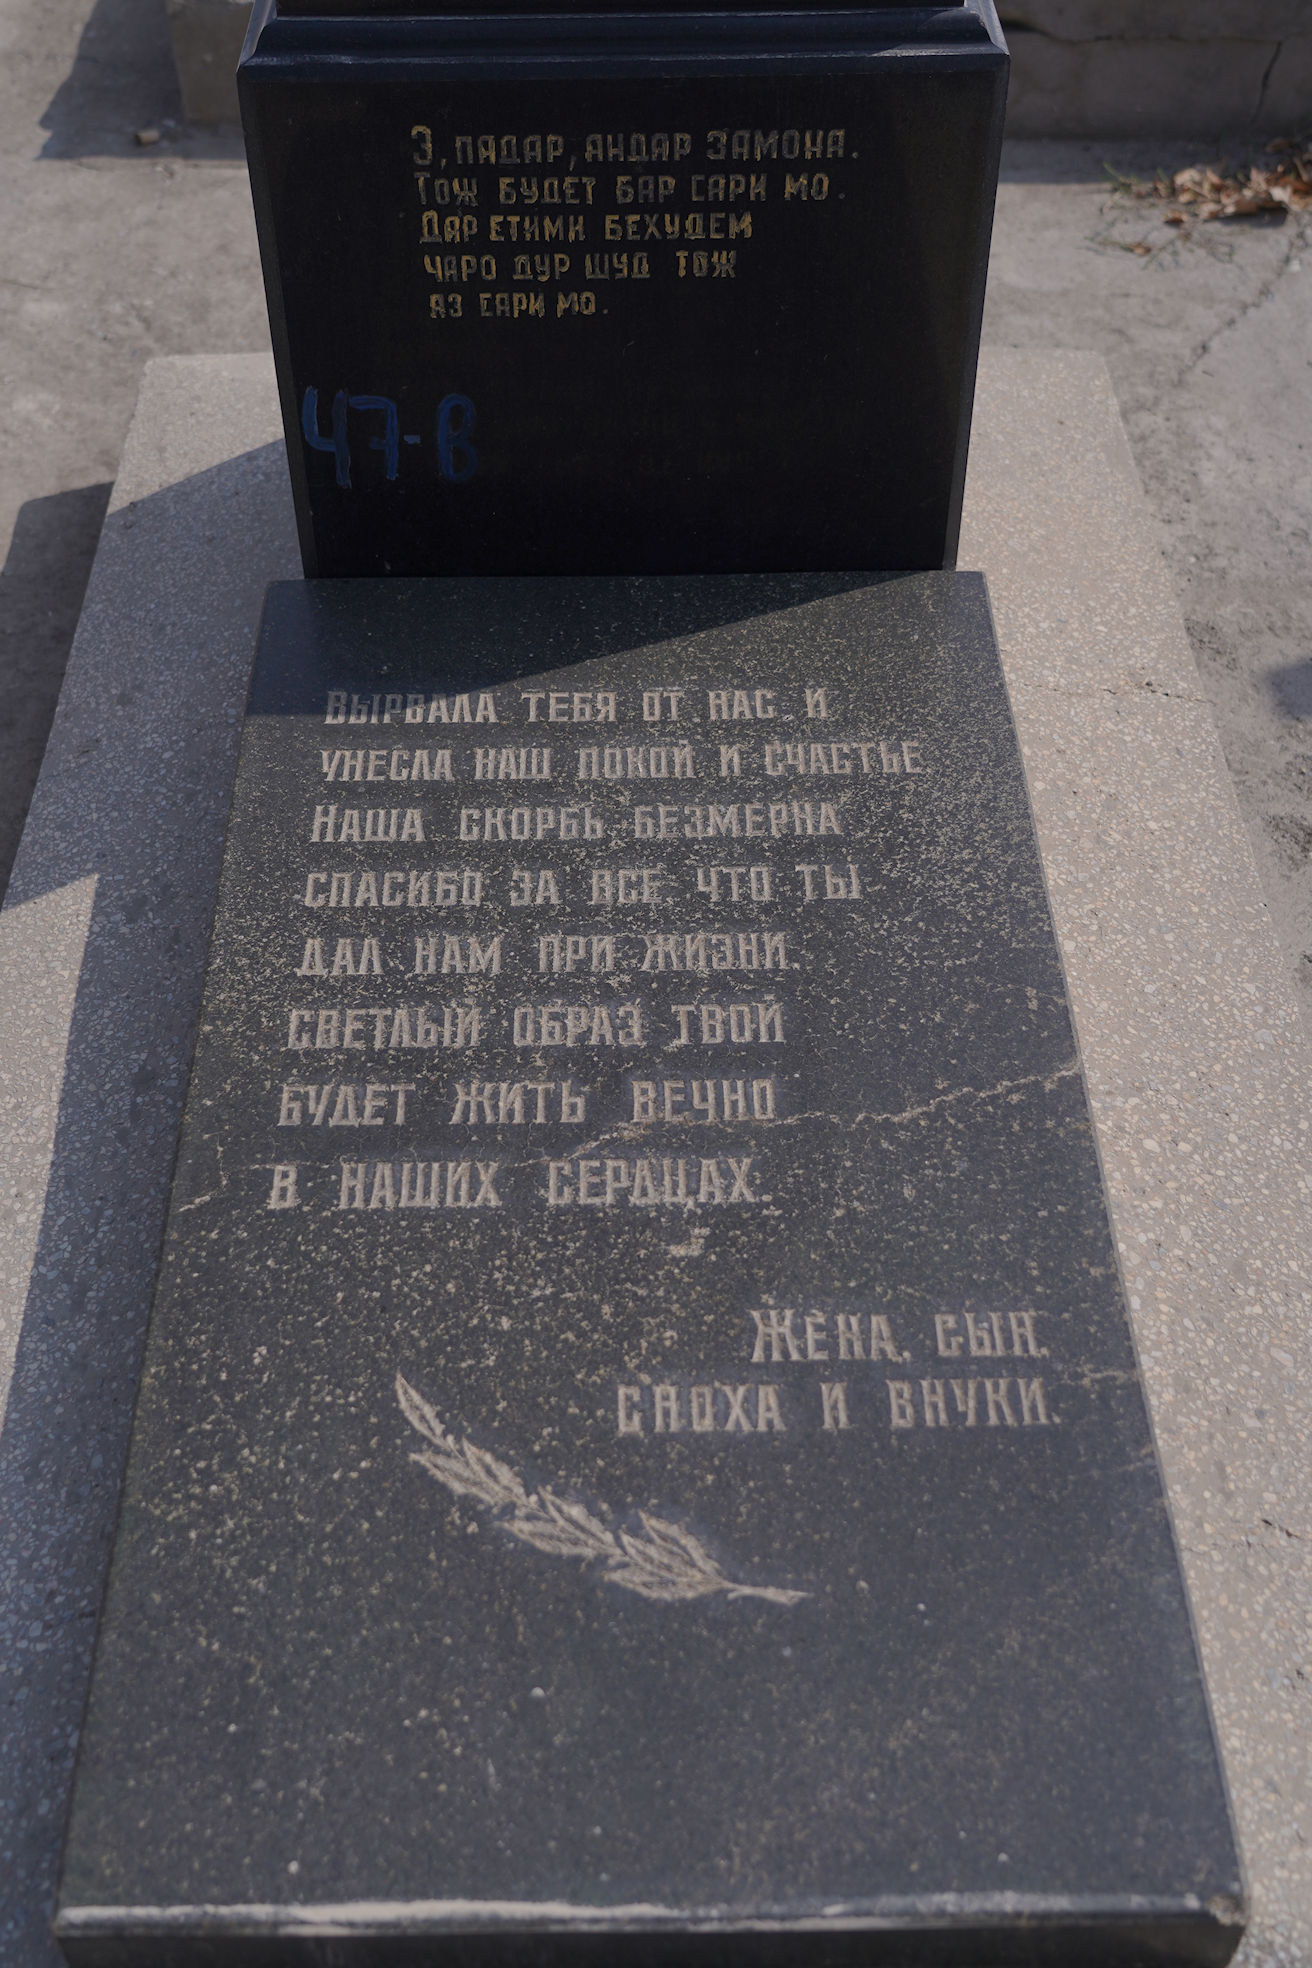 Э, падар, андар замона.
Тож будет бар сари мо.
Дар етими бехудем
чаро дур шуд тож
аз сари мо.
47-В
Вырвала тебя от нас и
унесла наш покой и счастье
Наша скорбь безмерна
спасибо за все, что ты
дал нам при жизни.
Светлый образ твой
будет жить вечно
в наших сердцах.
Жена, сын,
сноха и внуки.